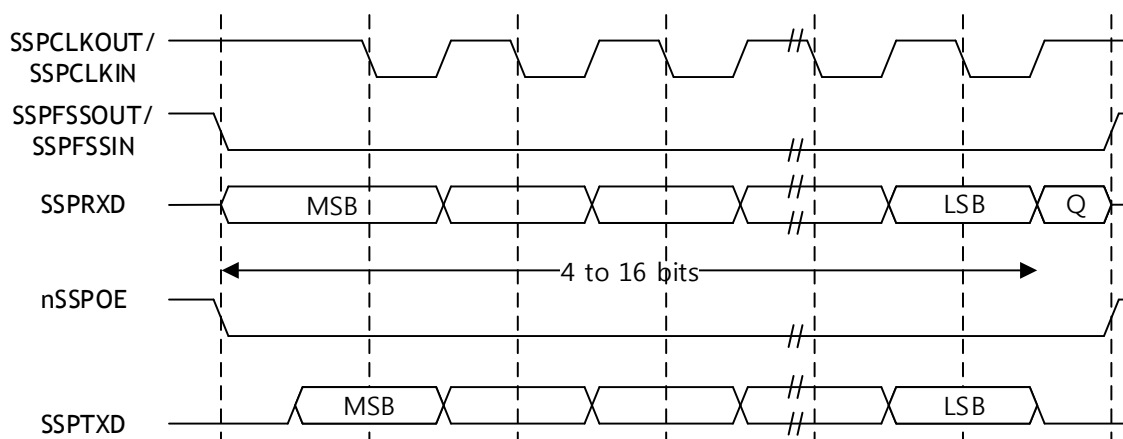 SSPCLKOUT/
SSPCLKIN
SSPFSSOUT/
SSPFSSIN
SSPRXD
MSB
LSB
Q
4 to 16 bits
nSSPOE
MSB
LSB
SSPTXD